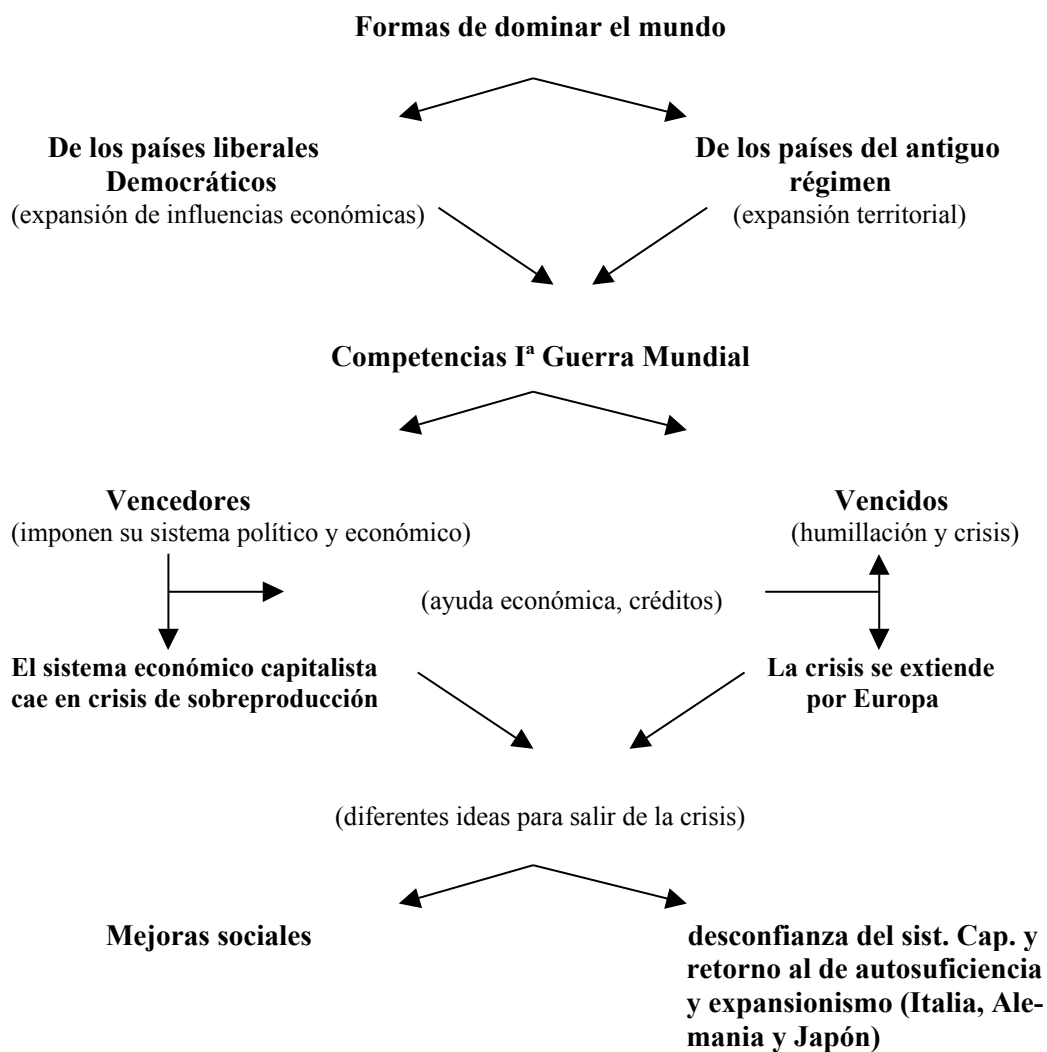 Formas de dominar el mundo
De los países liberales
Democráticos
(expansión de influencias económicas)
De los países del antiguo
régimen
(expansión territorial)
Competencias Iª Guerra Mundial
Vencedores
(imponen su sistema político y económico)
Vencidos
(humillación y crisis)
(ayuda económica, créditos)
El sistema económico capitalista
cae en crisis de sobreproducción
La crisis se extiende
por Europa
(diferentes ideas para salir de la crisis)
Mejoras sociales
desconfianza del sist. Cap. y
retorno al de autosuficiencia
y expansionismo (Italia, Ale-
mania y Japón)